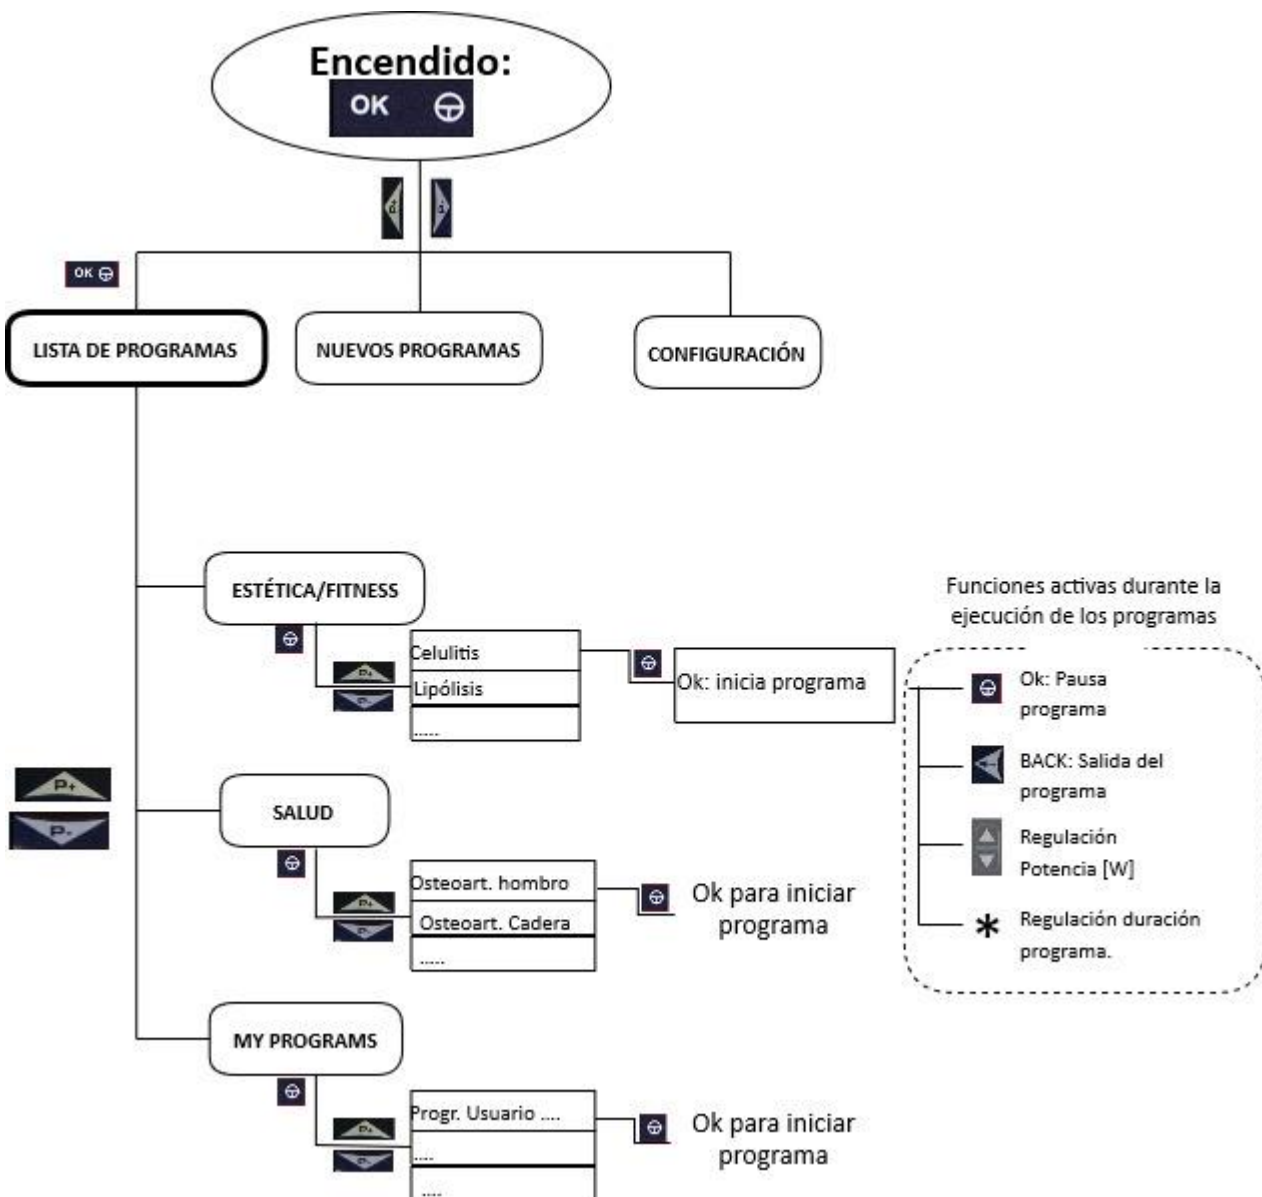 Encendido:
OK
P+
P-
OK
LISTA DE PROGRAMAS
NUEVOS PROGRAMAS
CONFIGURACIÓN
ESTÉTICA/FITNESS
P+
P-
Celulitis
Lipólisis
.....
Ok: inicia programa
Funciones activas durante la
ejecución de los programas
Ok: Pausa
programa
BACK: Salida del
programa
Regulación
Potencia [W]
* Regulación duración
programa.
P+
P-
SALUD
P+
P-
Osteoart. hombro
Osteoart. Cadera
.....
Ok para iniciar
programa
MY PROGRAMS
P+
P-
Progr. Usuario ....
....
....
Ok para iniciar
programa